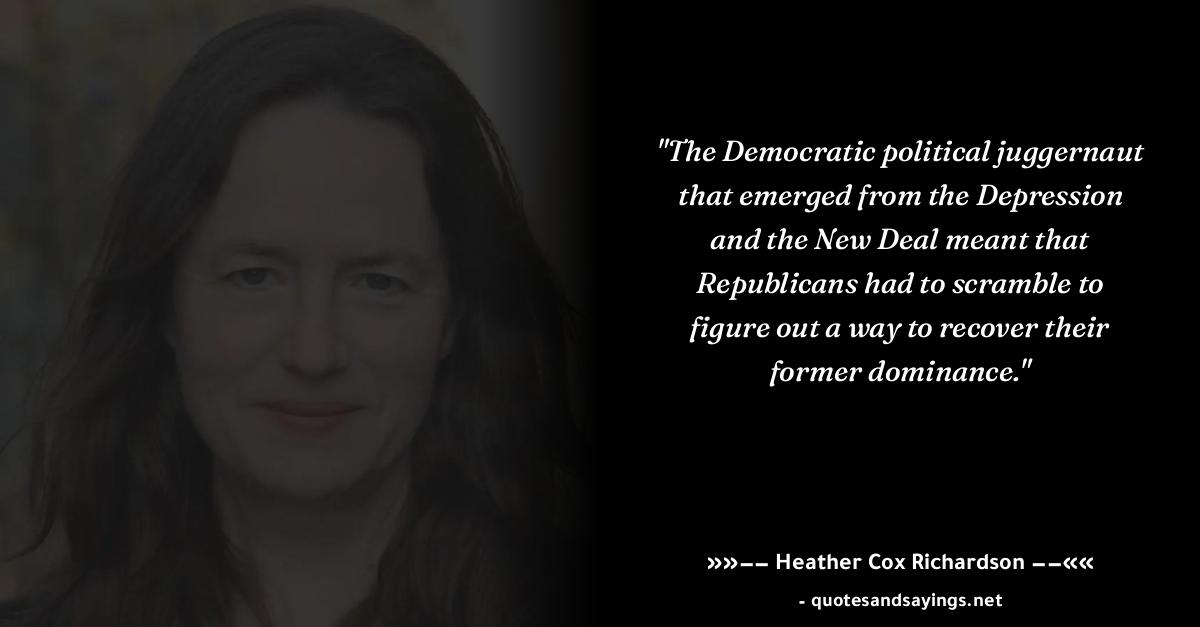 "The Democratic political juggernaut
that emerged from the Depression
and the New Deal meant that
Republicans had to scramble to
figure out a way to recover their
former dominance."
»»–– Heather Cox Richardson ––««
- quotesandsayings.net